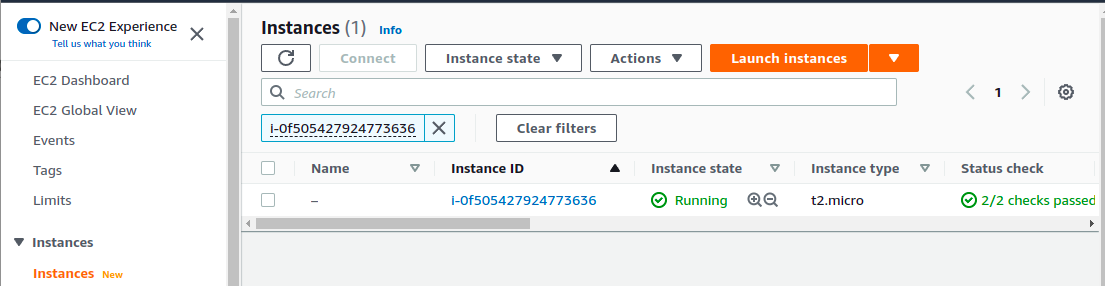 New EC2 Experience
Tell us what you think
EC2 Dashboard
EC2 Global View
Events
Tags
Limits
Instances
Instances New
Instances (1) Info
Connect Instance state Actions Launch instances
Search
1
i-0f505427924773636 Clear filters
Name Instance ID Instance state Instance type Status check
– i-0f505427924773636 Running t2.micro 2/2 checks passed